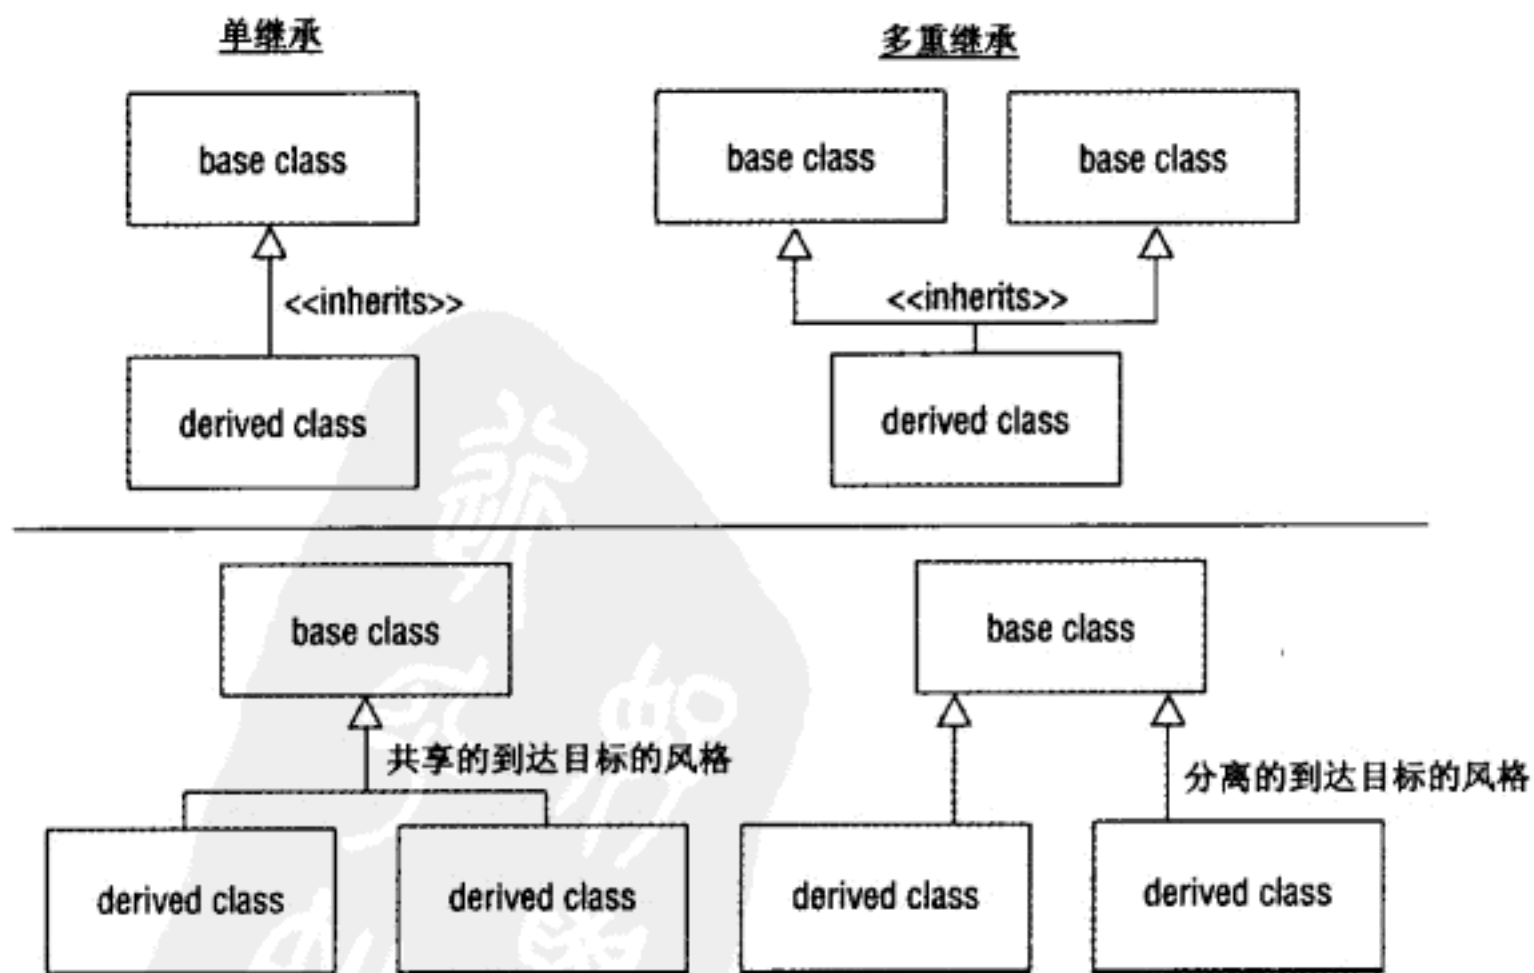 单继承
多重继承
base class
base class
base class
<<inherits>>
<<inherits>>
derived class
derived class
base class
base class
共享的到达目标的风格
分离的到达目标的风格
derived class
derived class
derived class
derived class